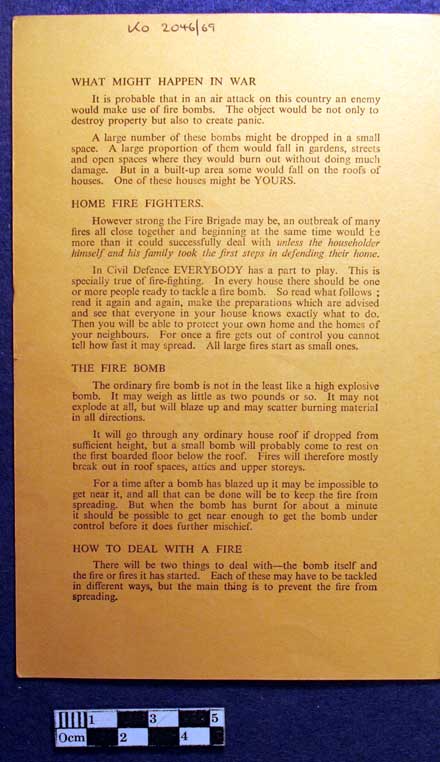 Ko 2046/69
WHAT MIGHT HAPPEN IN WAR
It is probable that in an air attack on this country an enemy
would make use of fire bombs. The object would be not only to
destroy property but also to create panic.
A large number of these bombs might be dropped in a small
space. A large proportion of them would fall in gardens, streets
and open spaces where they would burn out without doing much
damage. But in a built-up area some would fall on the roofs of
houses. One of these houses might be YOURS.
HOME FIRE FIGHTERS.
However strong the Fire Brigade may be, an outbreak of many
fires all close together and beginning at the same time would be
more than it could successfully deal with unless the householder
himself and his family took the first steps in defending their home.
In Civil Defence EVERYBODY has a part to play. This is
specially true of fire-fighting. In every house there should be one
or more people ready to tackle a fire bomb. So read what follows ;
read it again and again, make the preparations which are advised
and see that everyone in your house knows exactly what to do.
Then you will be able to protect your own home and the homes of
your neighbours. For once a fire gets out of control you cannot
tell how fast it may spread. All large fires start as small ones.
THE FIRE BOMB
The ordinary fire bomb is not in the least like a high explosive
bomb. It may weigh as little as two pounds or so. It may not
explode at all, but will blaze up and may scatter burning material
in all directions.
It will go through any ordinary house roof if dropped from
sufficient height, but a small bomb will probably come to rest on
the first boarded floor below the roof. Fires will therefore mostly
break out in roof spaces, attics and upper storeys.
For a time after a bomb has blazed up it may be impossible to
get near it, and all that can be done will be to keep the fire from
spreading. But when the bomb has burnt for about a minute
it should be possible to get near enough to get the bomb under
control before it does further mischief.
HOW TO DEAL WITH A FIRE
There will be two things to deal with—the bomb itself and
the fire or fires it has started. Each of these may have to be tackled
in different ways, but the main thing is to prevent the fire from
spreading.
1 3 5
0cm 2 4